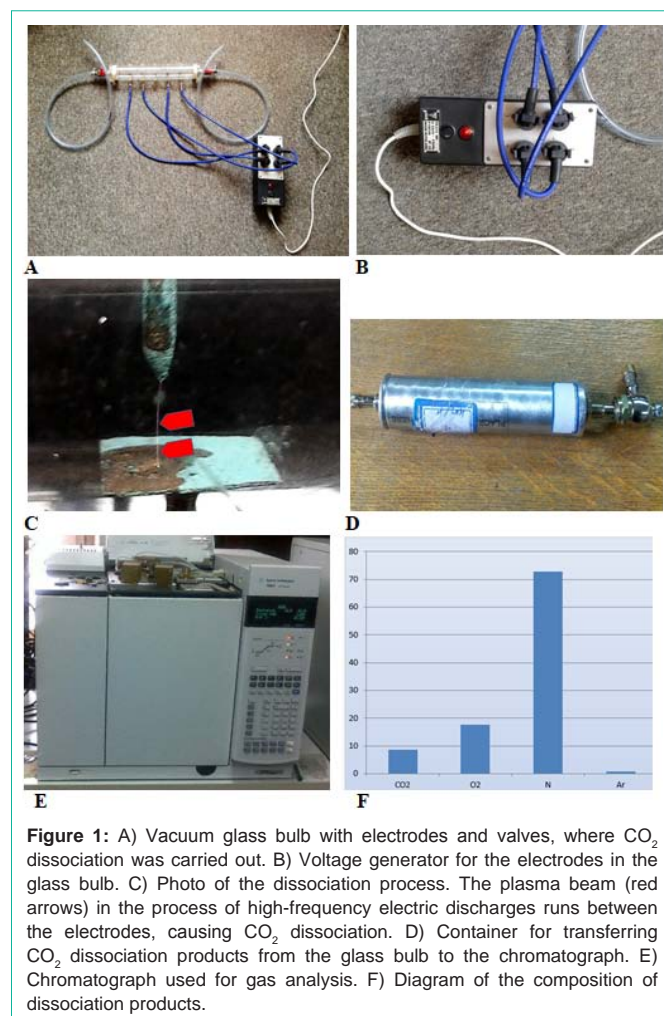 A
B
C
D
80
70
60
50
40
30
20
10
0
CO2
O2
N
Ar
E
F
Figure 1: A) Vacuum glass bulb with electrodes and valves, where CO₂
dissociation was carried out. B) Voltage generator for the electrodes in the
glass bulb. C) Photo of the dissociation process. The plasma beam (red
arrows) in the process of high-frequency electric discharges runs between
the electrodes, causing CO₂ dissociation. D) Container for transferring
CO₂ dissociation products from the glass bulb to the chromatograph. E)
Chromatograph used for gas analysis. F) Diagram of the composition of
dissociation products.